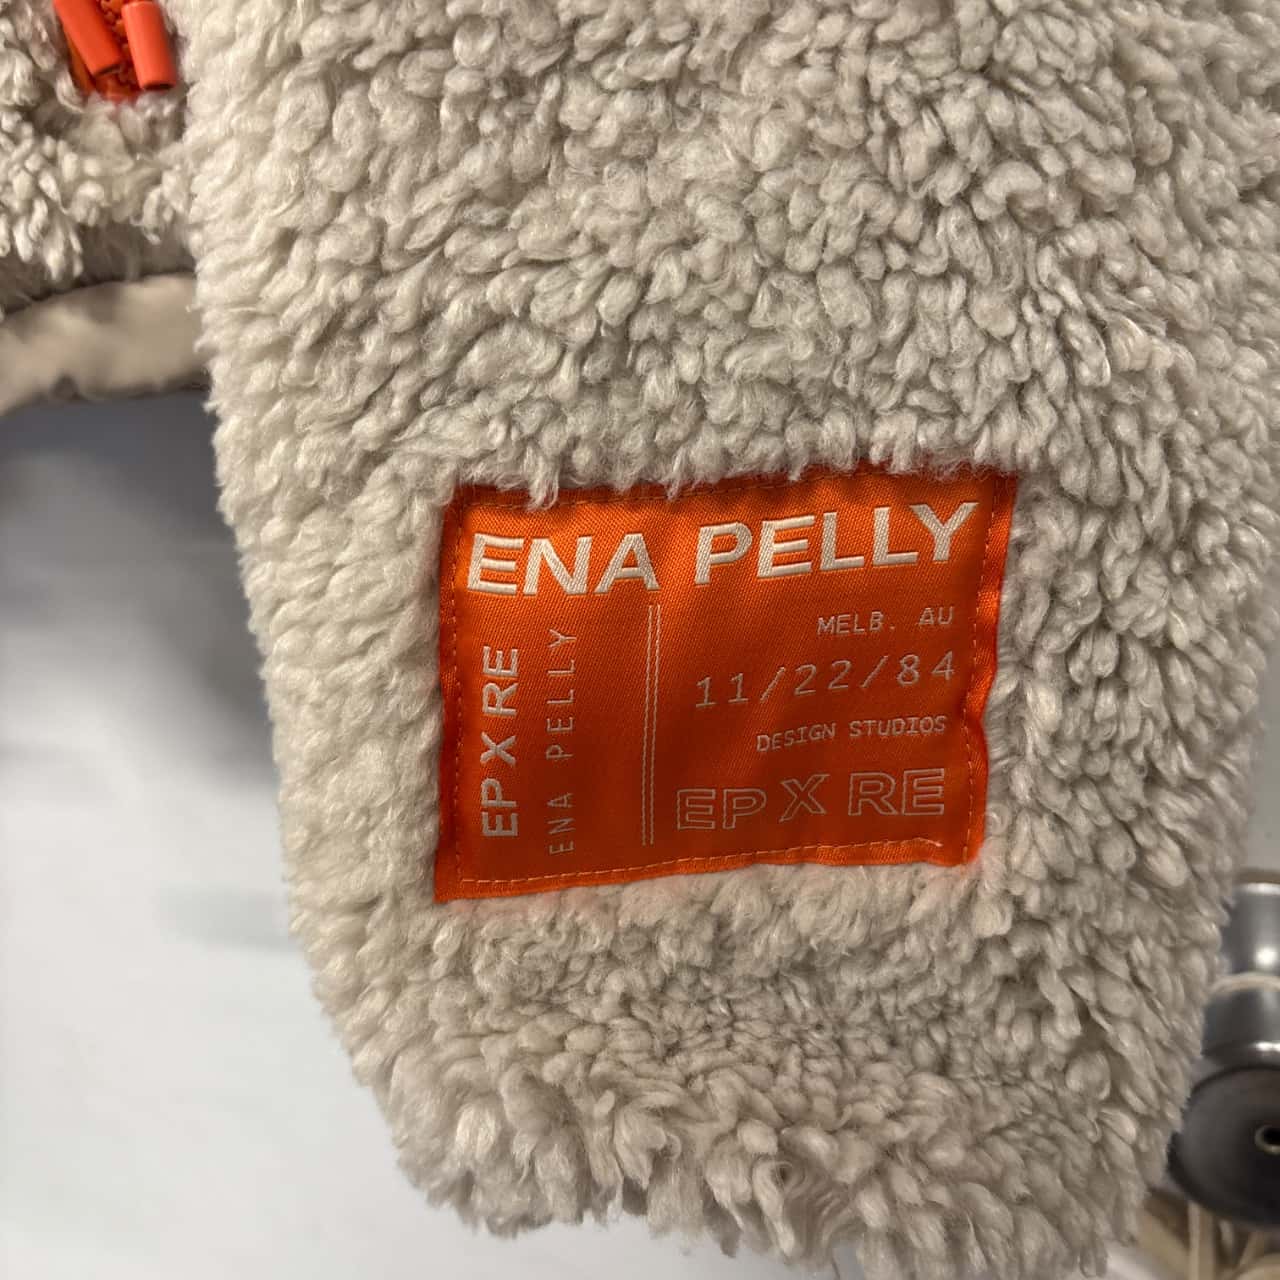 ENA PELLY
EP X RE
ENA PELLY
MELB. AU
11/22/84
DESIGN STUDIOS
EP X RE